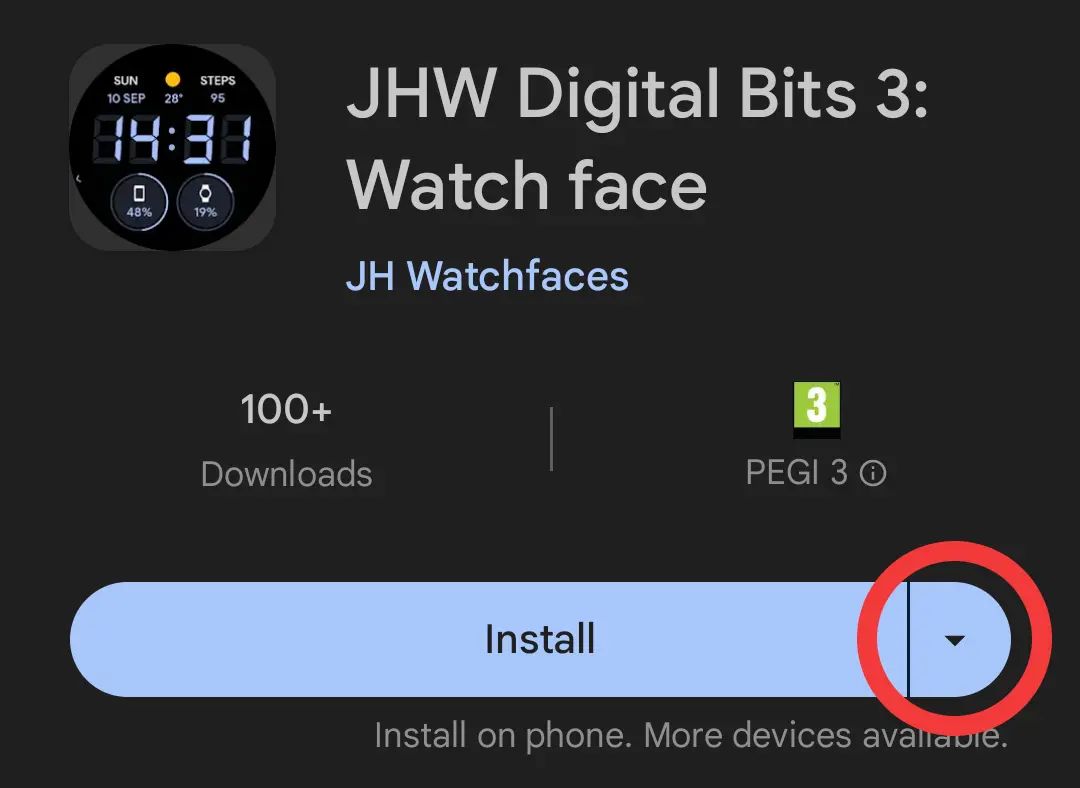 SUN STEPS
10 SEP 28° 95
14:31
48% 19%
JHW Digital Bits 3:
Watch face
JH Watchfaces
100+
Downloads
3
PEGI 3
Install
Install on phone. More devices available.